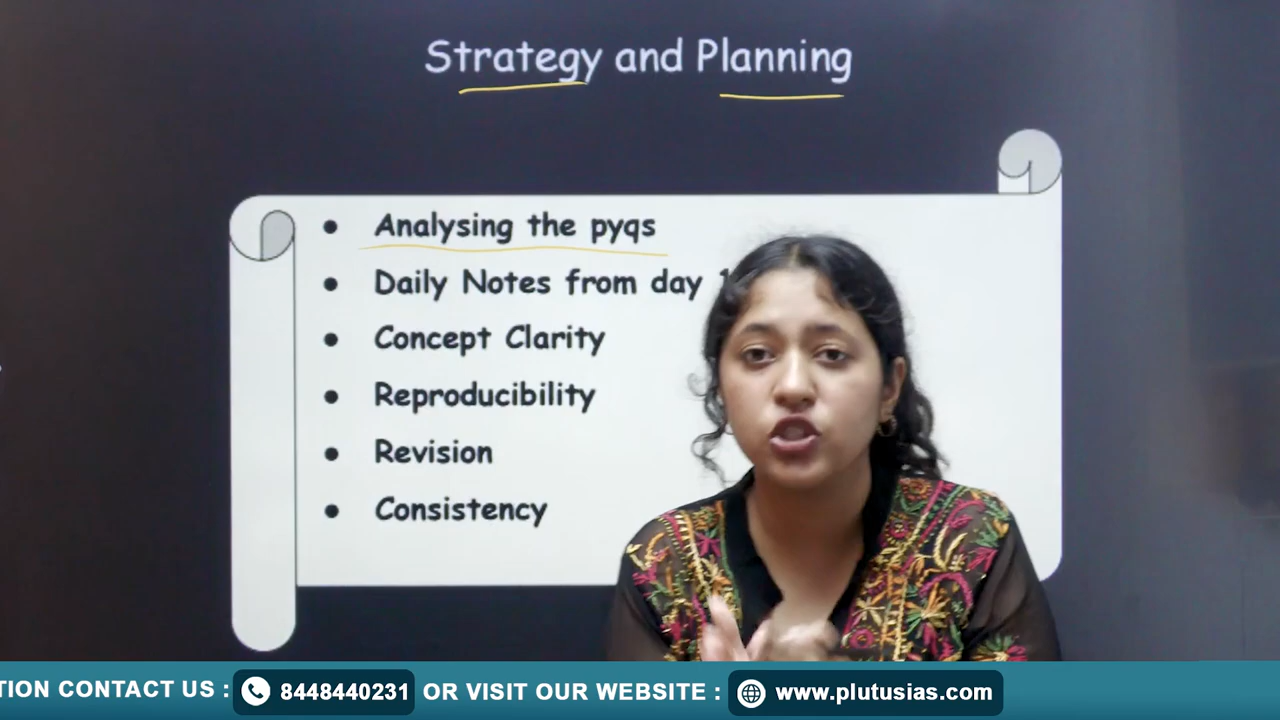 Strategy and Planning
Analysing the pyqs
Daily Notes from day
Concept Clarity
Reproducibility
Revision
Consistency
CONTACT US : 8448440231 OR VISIT OUR WEBSITE : www.plutusias.com